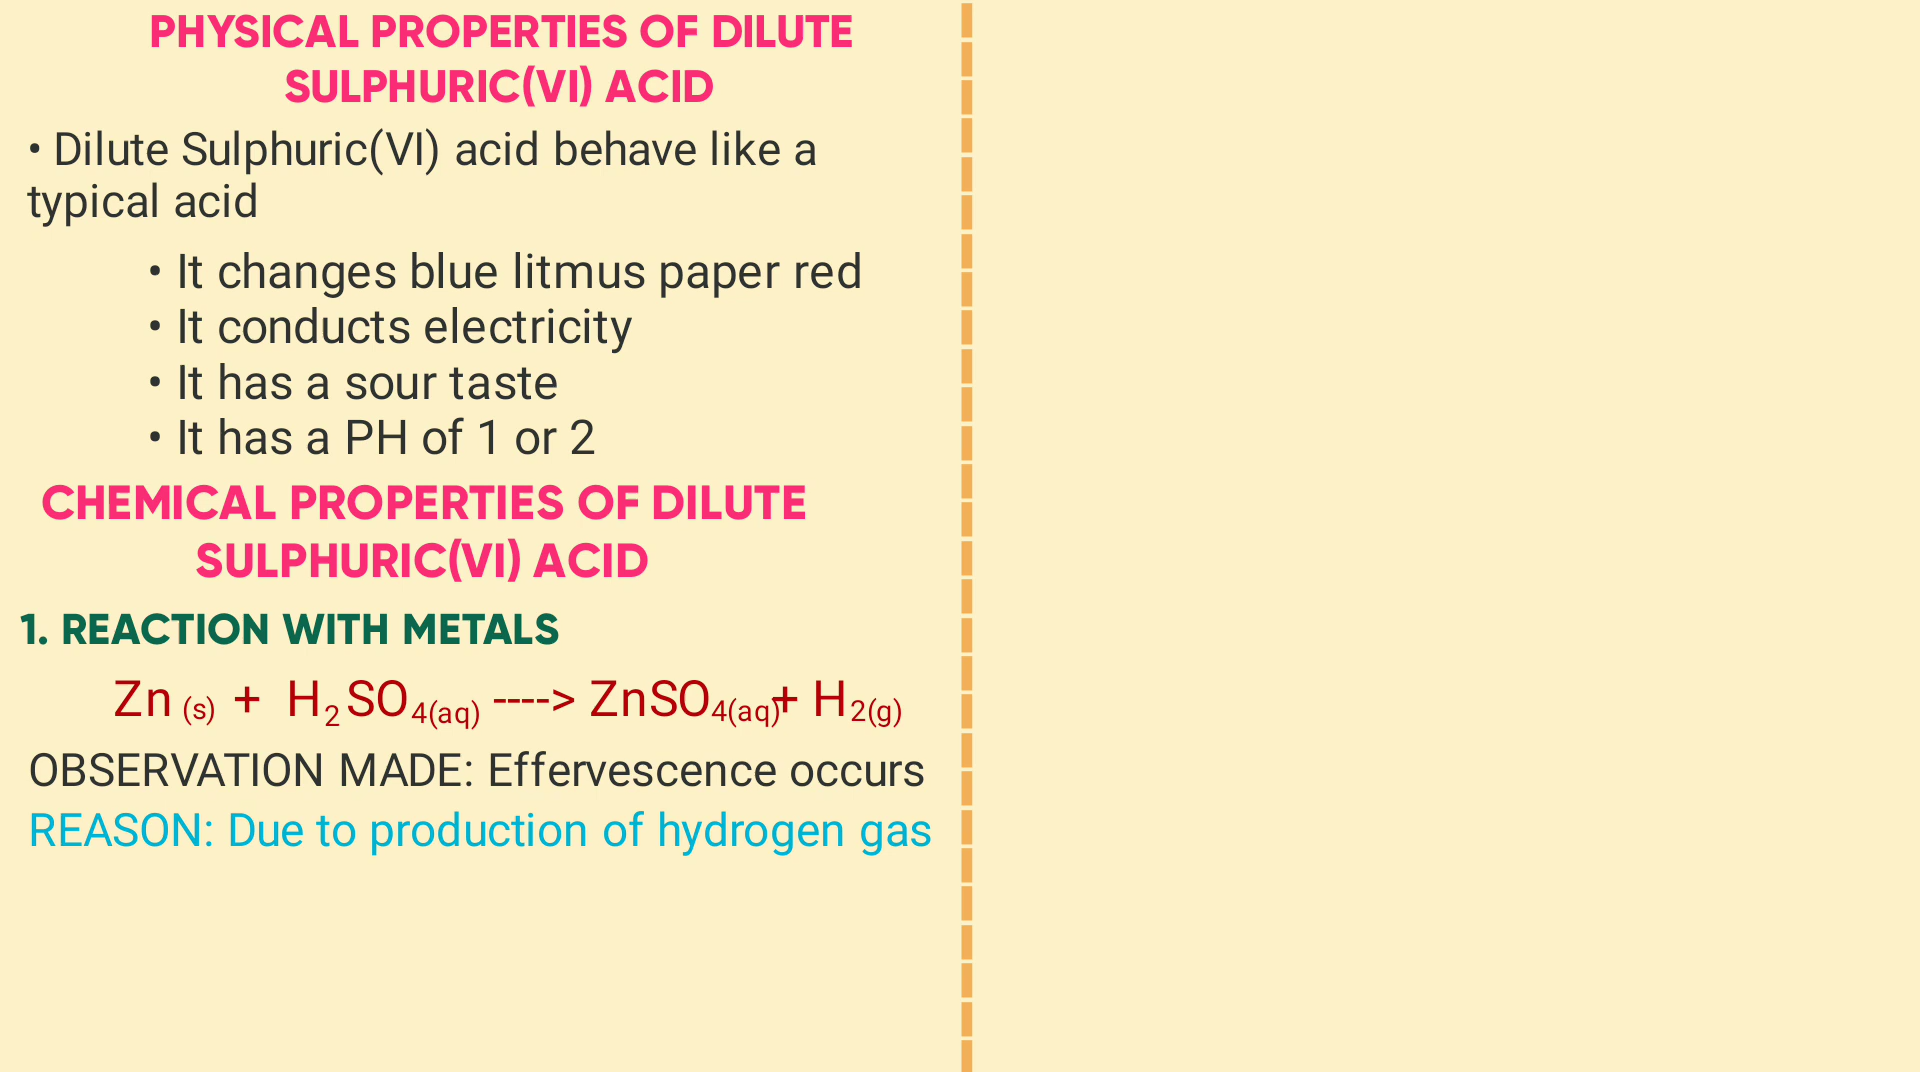 PHYSICAL PROPERTIES OF DILUTE
SULPHURIC(VI) ACID
• Dilute Sulphuric(VI) acid behave like a
typical acid
• It changes blue litmus paper red
• It conducts electricity
• It has a sour taste
• It has a PH of 1 or 2
CHEMICAL PROPERTIES OF DILUTE
SULPHURIC(VI) ACID
1. REACTION WITH METALS
Zn (s) + H2SO4(aq) ----> ZnSO4(aq)+ H2(g)
OBSERVATION MADE: Effervescence occurs
REASON: Due to production of hydrogen gas